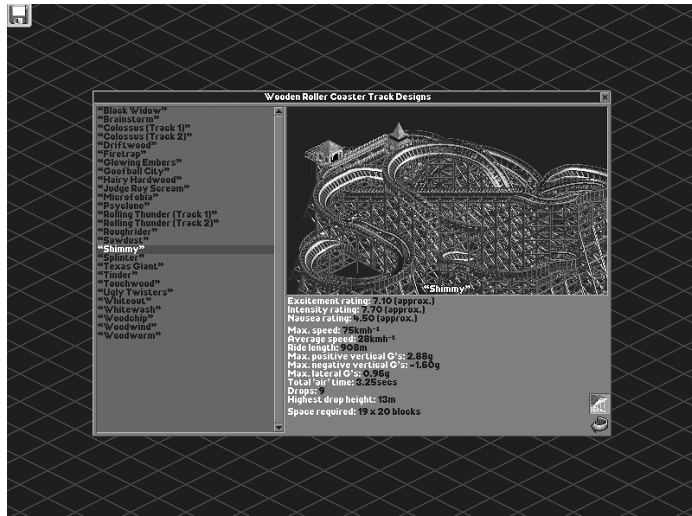 Wooden Roller Coaster Track Designs
“Black Widow”
“Brainstorm”
“Colossus (Track 1)”
“Colossus (Track 2)”
“Driftwood”
“Firetrap”
“Glowing Embers”
“Goofball City”
“Hairy Hardwood”
“Judge Roy Scream”
“Microfobia”
“Psyclone”
“Rolling Thunder (Track 1)”
“Rolling Thunder (Track 2)”
“Roughrider”
“Sawdust”
“Shimmy”
“Splinter”
“Texas Giant”
“Tinder”
“Touchwood”
“Ugly Twisters”
“Whiteout”
“Whitewash”
“Woodchip”
“Woodwind”
“Woodworm”
“Shimmy”
Excitement rating: 7.10 (approx.)
Intensity rating: 7.70 (approx.)
Nausea rating: 4.50 (approx.)
Max. speed: 75kmh⁻¹
Average speed: 28kmh⁻¹
Ride length: 908m
Max. positive vertical G's: 2.88g
Max. negative vertical G's: -1.60g
Max. lateral G's: 0.96g
Total 'air' time: 3.25secs
Drops: 9
Highest drop height: 13m
Space required: 19 x 20 blocks